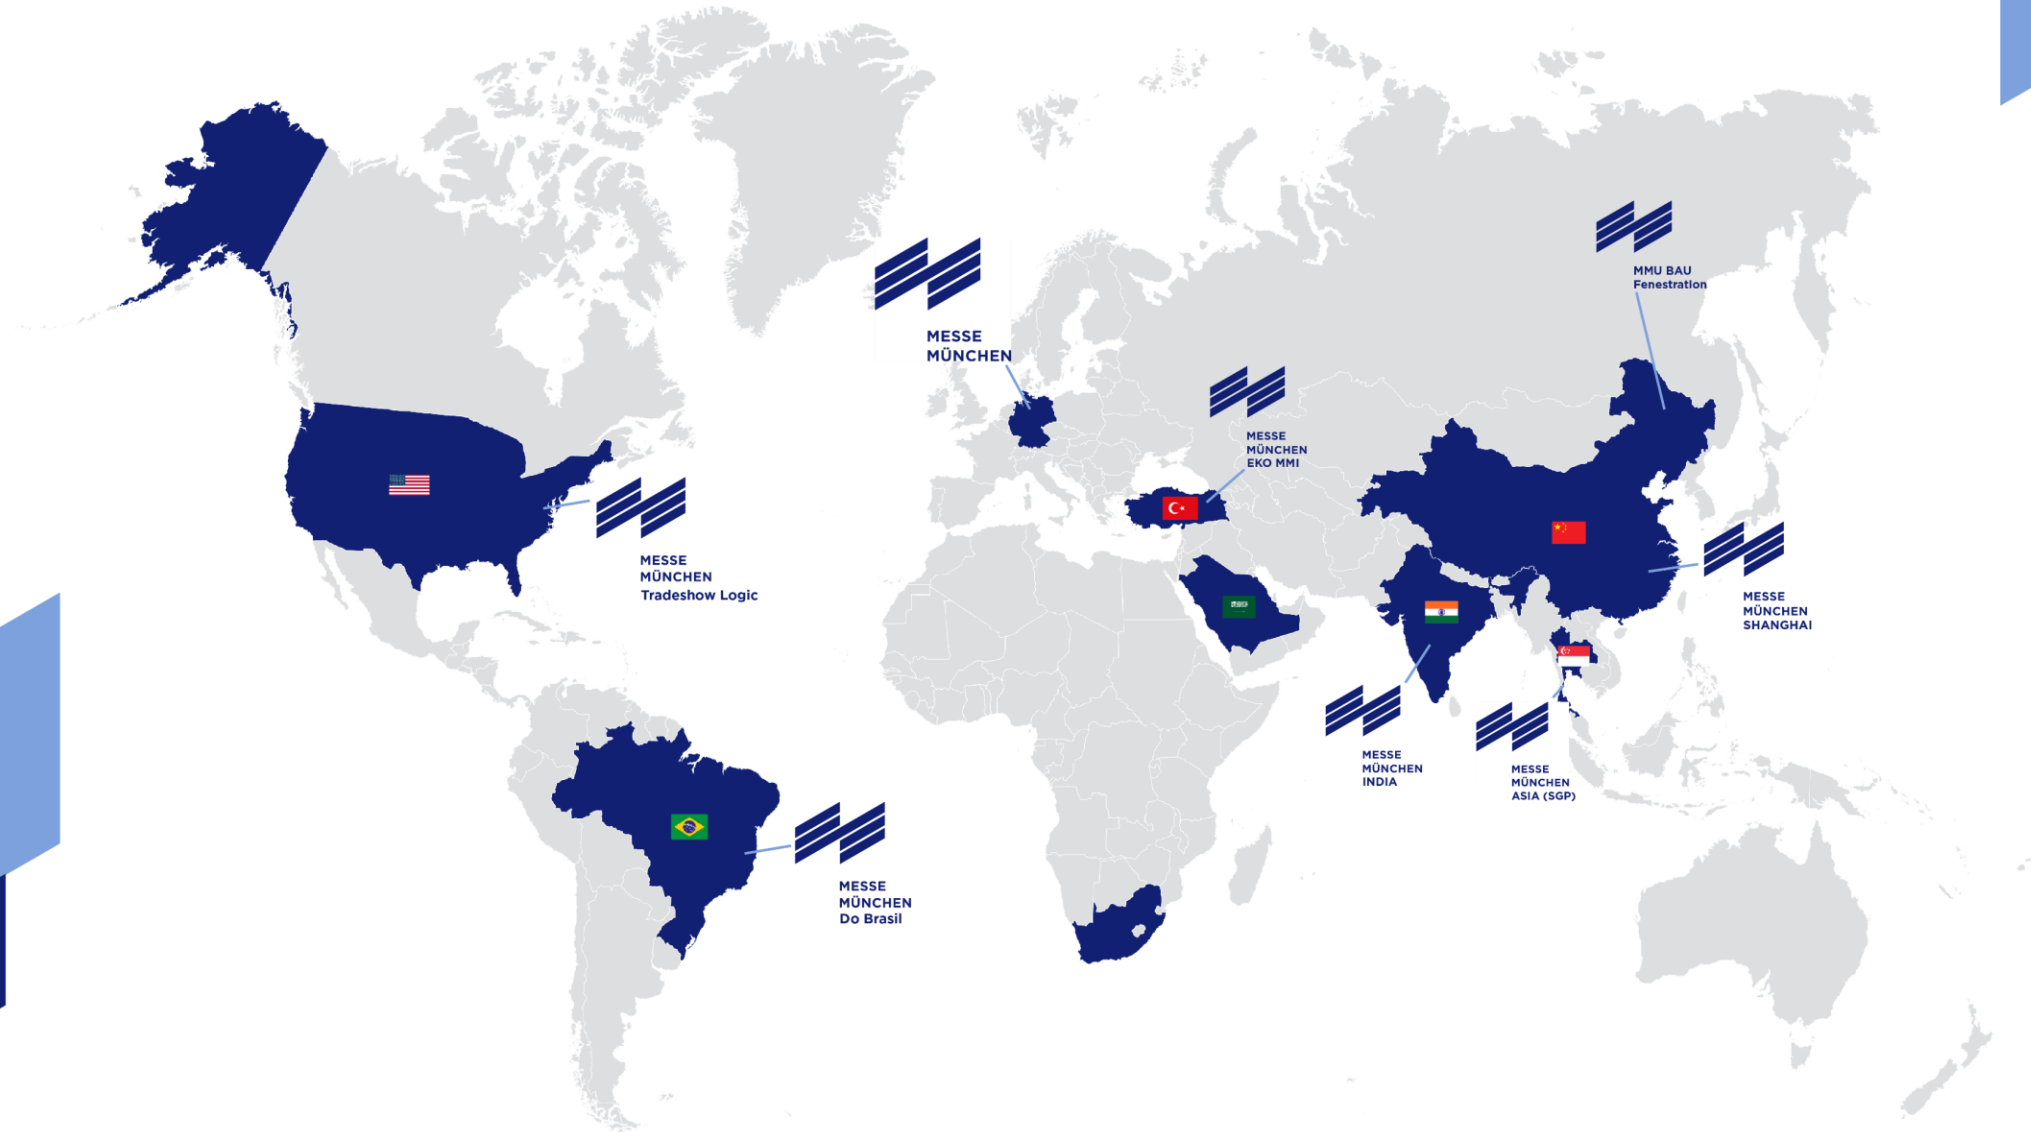 MMU BAU
Fenestration
MESSE
MÜNCHEN
MESSE
MÜNCHEN
EKO MMI
MESSE
MÜNCHEN
Tradeshow Logic
MESSE
MÜNCHEN
SHANGHAI
MESSE
MÜNCHEN
INDIA
MESSE
MÜNCHEN
ASIA (SGP)
MESSE
MÜNCHEN
Do Brasil